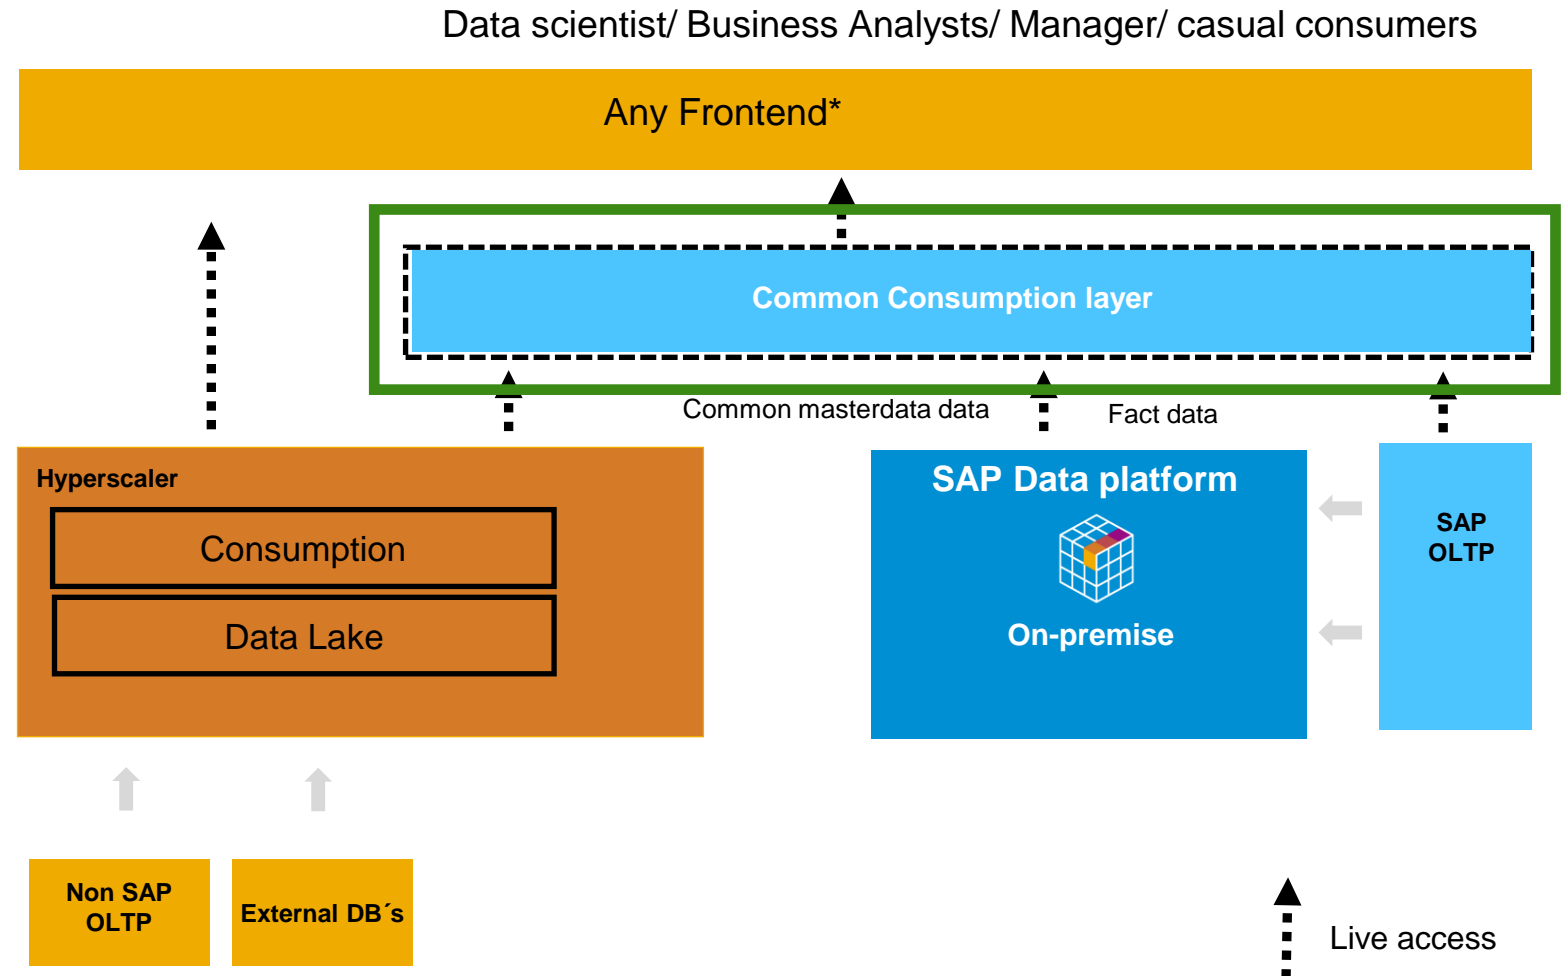 Data scientist/ Business Analysts/ Manager/ casual consumers
Any Frontend*
Common Consumption layer
Common masterdata data
Fact data
Hyperscaler
Consumption
Data Lake
SAP Data platform
On-premise
SAP
OLTP
Non SAP
OLTP
External DB´s
Live access